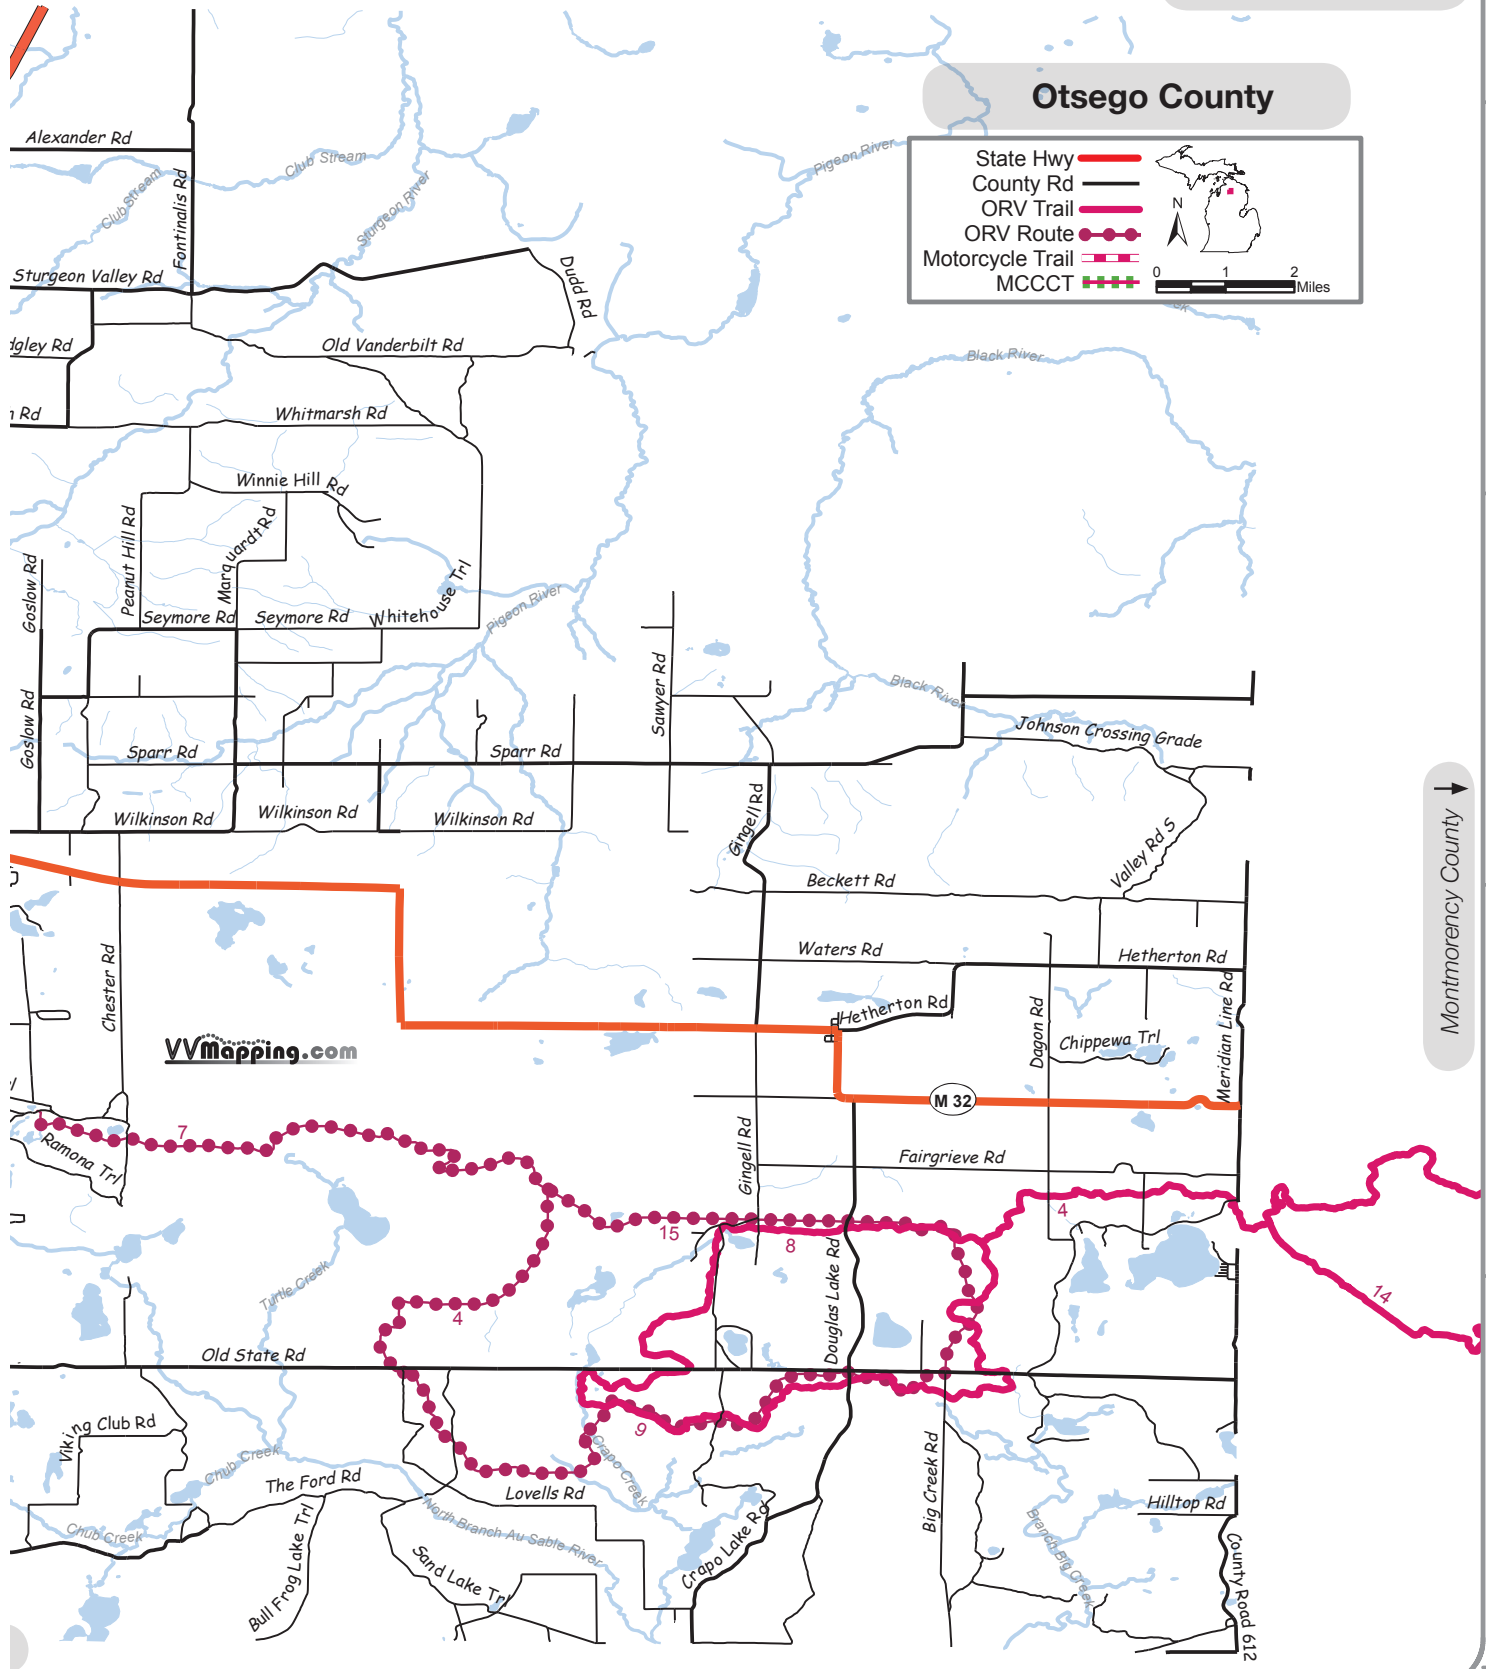 Otsego County
State Hwy
County Rd
ORV Trail
ORV Route
Motorcycle Trail
MCCCT
N
0 1 2
Miles
Alexander Rd
Club Stream
Club Stream
Sturgeon River
Pigeon River
Fontinalis Rd
Sturgeon Valley Rd
Dudd Rd
Old Vanderbilt Rd
Black River
Whitmarsh Rd
Winnie Hill Rd
Peanut Hill Rd
Marquardt Rd
Goslow Rd
Whitehouse Trl
Seymore Rd
Seymore Rd
Pigeon River
Goslow Rd
Sawyer Rd
Black River
Johnson Crossing Grade
Sparr Rd
Sparr Rd
Wilkinson Rd
Wilkinson Rd
Wilkinson Rd
Gingell Rd
Valley Rd S
Montmorency County
Beckett Rd
Waters Rd
Hetherton Rd
Chester Rd
Hetherton Rd
Dagon Rd
Chippewa Trl
Meridian Line Rd
VVMapping.com
M 32
7
Ramona Trl
Gingell Rd
Fairgrieve Rd
4
15
8
Turtle Creek
4
Douglas Lake Rd
14
Old State Rd
Viking Club Rd
9
Chub Creek
Crapo Creek
The Ford Rd
Lovells Rd
Big Creek Rd
Hilltop Rd
Chub Creek
Bull Frog Lake Trl
North Branch Au Sable River
Sand Lake Trl
Crapo Lake Rd
Branch Big Creek
County Road 612